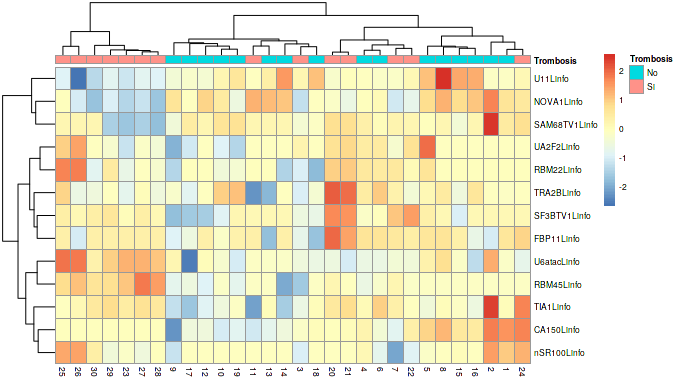 Trombosis
U11Linfo
NOVA1Linfo
SAM68TV1Linfo
UA2F2Linfo
RBM22Linfo
TRA2BLinfo
SF3BTV1Linfo
FBP11Linfo
U6atacLinfo
RBM45Linfo
TIA1Linfo
CA150Linfo
nSR100Linfo
25 26 30 29 23 27 28 9 17 12 10 19 11 13 14 3 18 20 21 4 6 7 22 5 8 15 16 2 1 24
2
1
0
-1
-2
Trombosis
No
Si